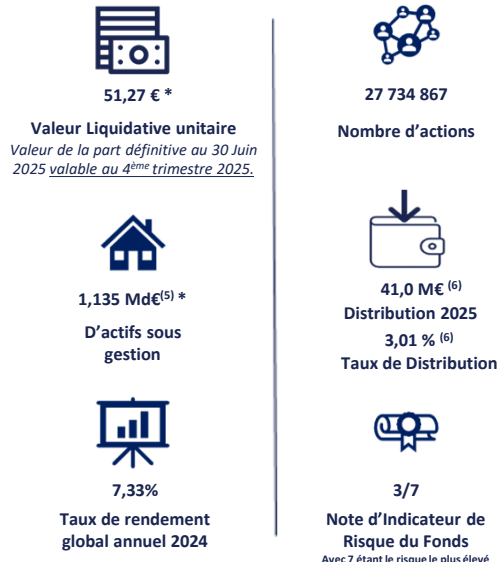 51,27 € *
Valeur Liquidative unitaire
Valeur de la part définitive au 30 Juin
2025 valable au 4ème trimestre 2025.
27 734 867
Nombre d'actions
1,135 Md€(5) *
D'actifs sous
gestion
41,0 M€ (6)
Distribution 2025
3,01 % (6)
Taux de Distribution
7,33%
Taux de rendement
global annuel 2024
3/7
Note d'Indicateur de
Risque du Fonds
Avec 7 étant le risque le plus élevé